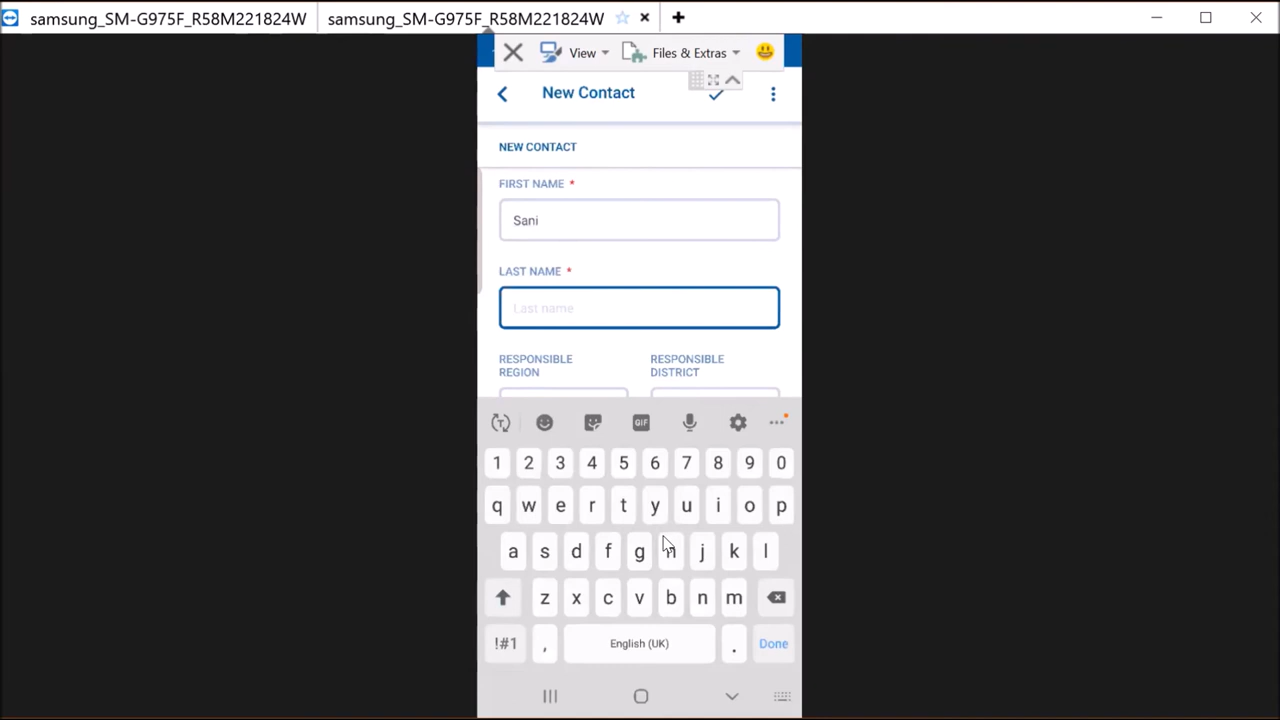 samsung_SM-G975F_R58M221824W samsung_SM-G975F_R58M221824W
View Files & Extras
New Contact
NEW CONTACT
FIRST NAME *
Sani
LAST NAME *
Last name
RESPONSIBLE REGION
RESPONSIBLE DISTRICT
GIF
1 2 3 4 5 6 7 8 9 0
q w e r t y u i o p
a s d f g h j k l
z x c v b n m
!#1 , English (UK) . Done